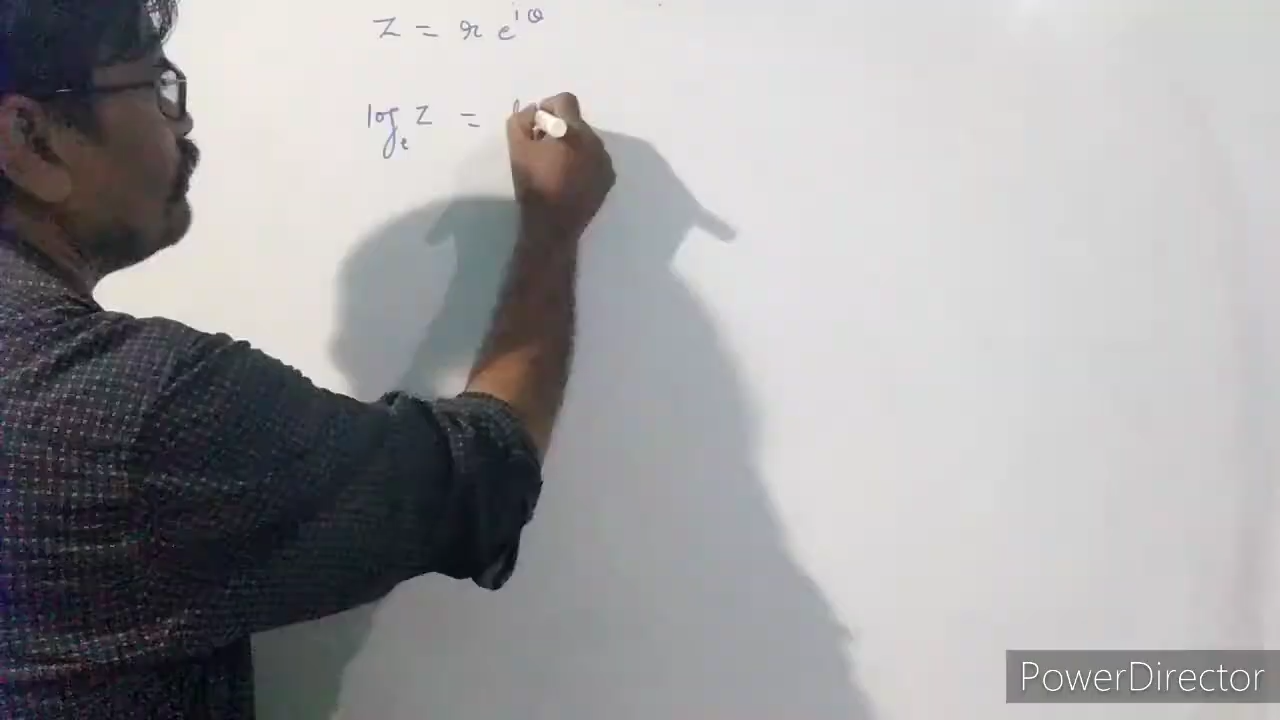 z = r e^{iθ}
log_e z =
PowerDirector